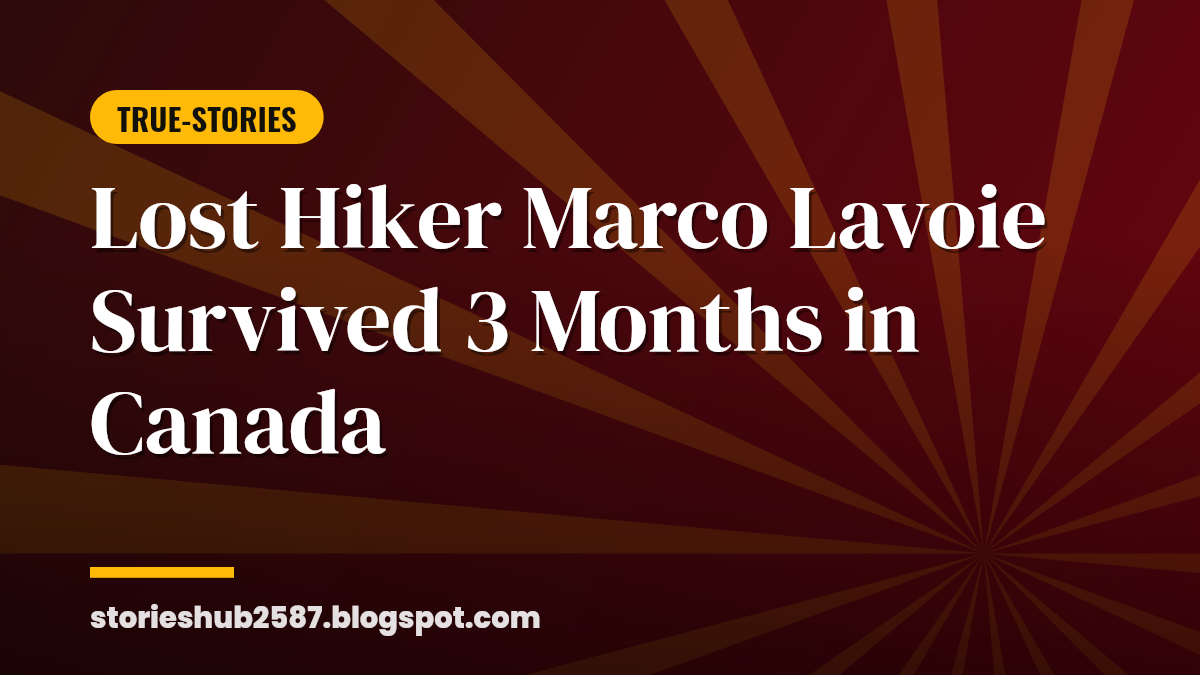 TRUE-STORIES
Lost Hiker Marco Lavoie
Survived 3 Months in
Canada
storieshub2587.blogspot.com